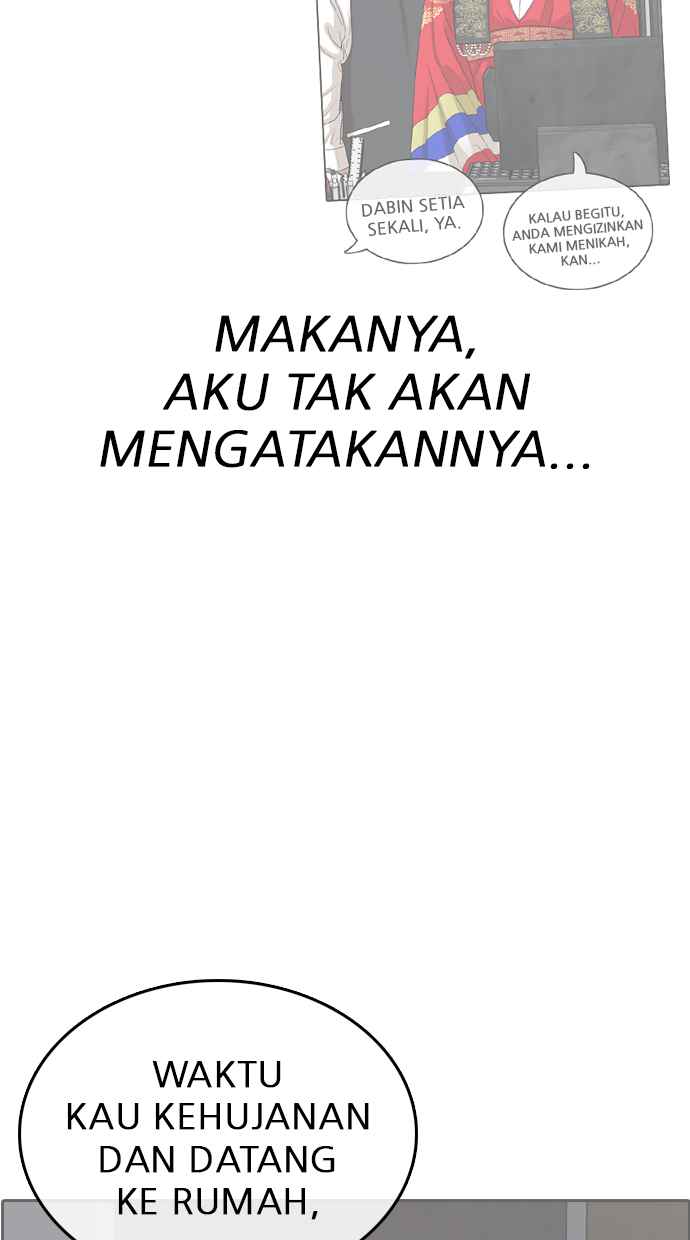 DABIN SETIA
SEKALI, YA.
KALAU BEGITU,
ANDA MENGIZINKAN
KAMI MENIKAH,
KAN...
MAKANYA,
AKU TAK AKAN
MENGATAKANNYA...
WAKTU
KAU KEHUJANAN
DAN DATANG
KE RUMAH,